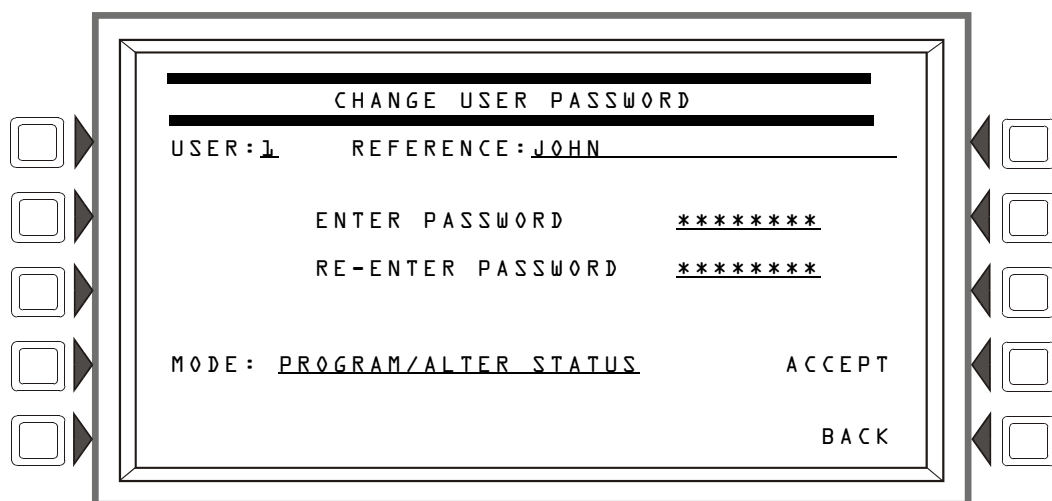 CHANGE USER PASSWORD
USER:1 REFERENCE:JOHN
ENTER PASSWORD ********
RE-ENTER PASSWORD ********
MODE: PROGRAM/ALTER STATUS ACCEPT
BACK